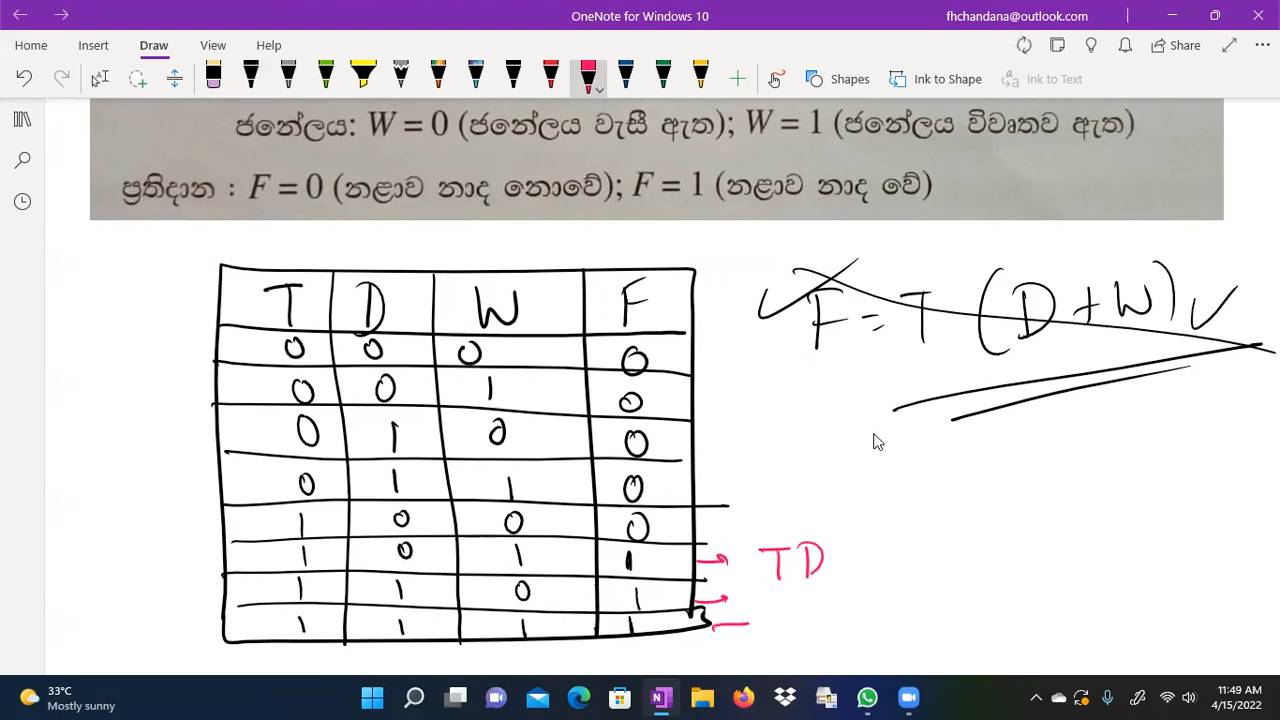 OneNote for Windows 10
fhchandana@outlook.com
Home Insert Draw View Help
Share
Shapes
Ink to Shape
Ink to Text
ජනේලය: W = 0 (ජනේලය වැසී ඇත); W = 1 (ජනේලය විවෘතව ඇත)
ප්‍රතිදාන : F = 0 (නළාව නාද නොවේ); F = 1 (නළාව නාද වේ)
T D W F
0 0 0 0
0 0 1 0
0 1 0 0
0 1 1 0
1 0 0 0
1 0 1 1
1 1 0 1
1 1 1 1
F = T (D + W)
TD
33°C
Mostly sunny
11:49 AM
4/15/2022